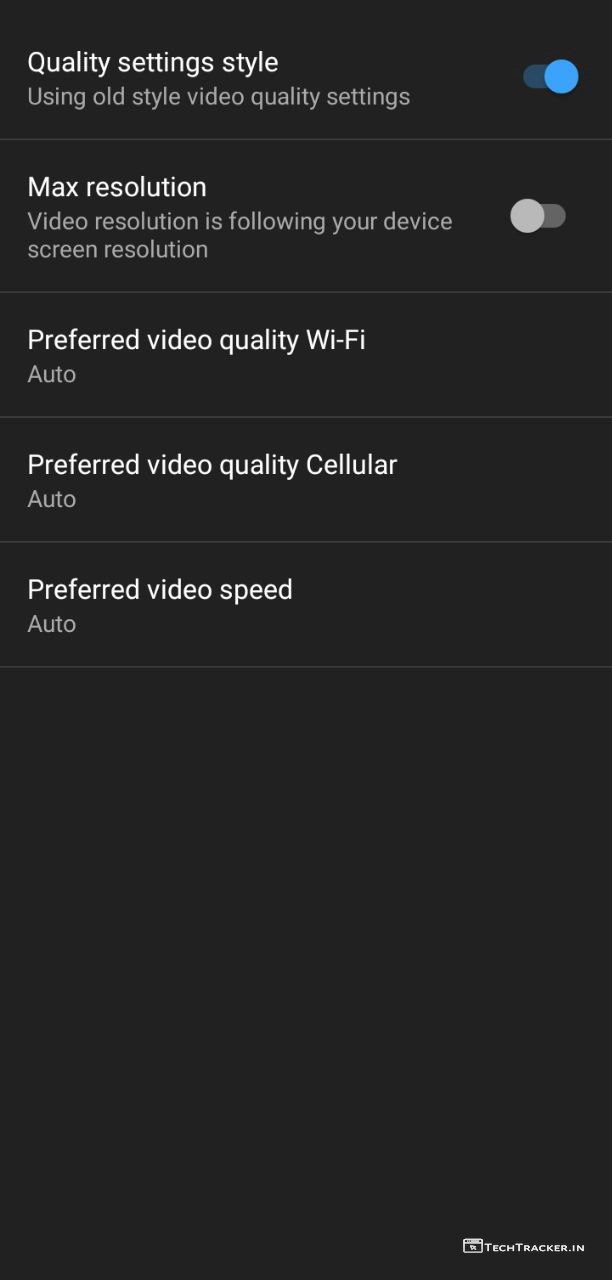 Quality settings style
Using old style video quality settings
Max resolution
Video resolution is following your device
screen resolution
Preferred video quality Wi-Fi
Auto
Preferred video quality Cellular
Auto
Preferred video speed
Auto
TECHTRACKER.IN